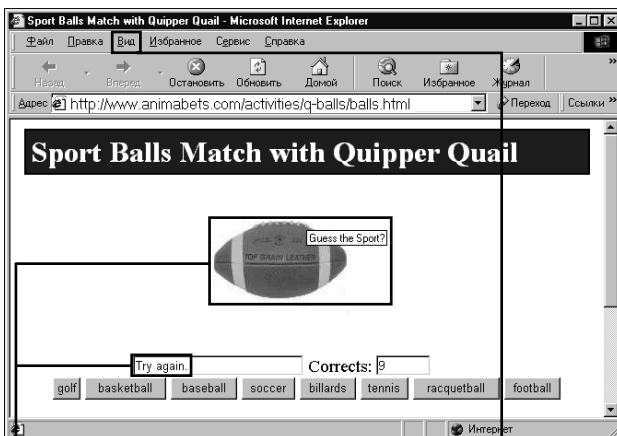 Sport Balls Match with Quipper Quail - Microsoft Internet Explorer
Файл Правка Вид Избранное Сервис Справка
Назад Вперед Остановить Обновить Домой Поиск Избранное Журнал »
Адрес http://www.animabets.com/activities/q-balls/balls.html Переход Ссылки »
Sport Balls Match with Quipper Quail
Guess the Sport?
TOP GRAIN LEATHER
Try again. Corrects: 9
golf basketball baseball soccer billards tennis racquetball football
Интернет